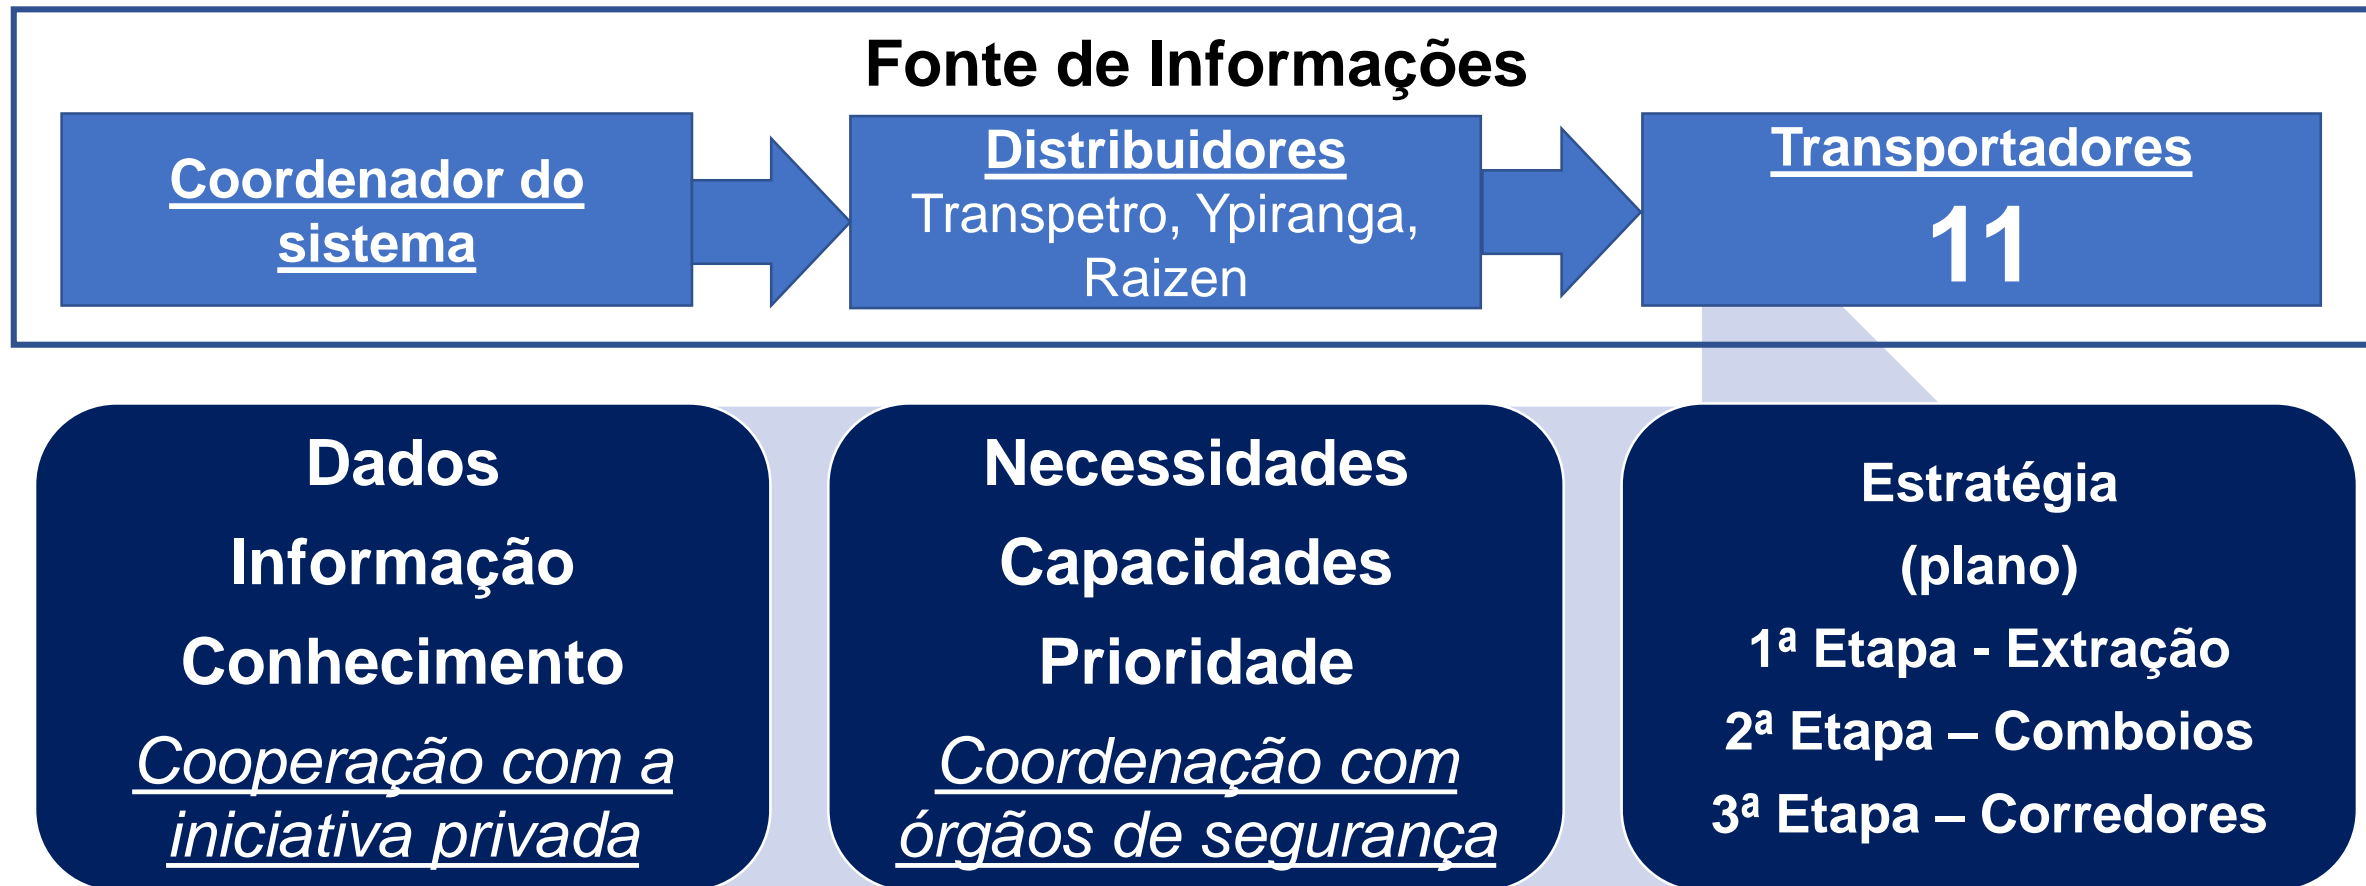 Fonte de Informações
Coordenador do
sistema
Distribuidores
Transpetro, Ypiranga,
Raizen
Transportadores
11
Dados
Informação
Conhecimento
Cooperação com a
iniciativa privada
Necessidades
Capacidades
Prioridade
Coordenação com
órgãos de segurança
Estratégia
(plano)
1ª Etapa - Extração
2ª Etapa – Comboios
3ª Etapa – Corredores